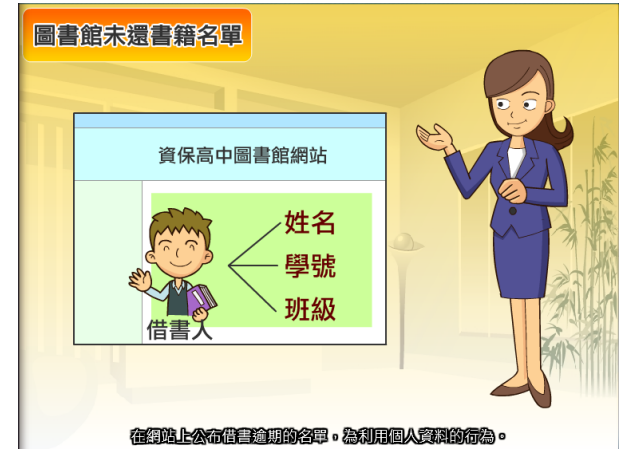 圖書館未還書籍名單
資保高中圖書館網站
姓名
學號
班級
借書人
在網站上公布借書逾期的名單，為利用個人資料的行為。